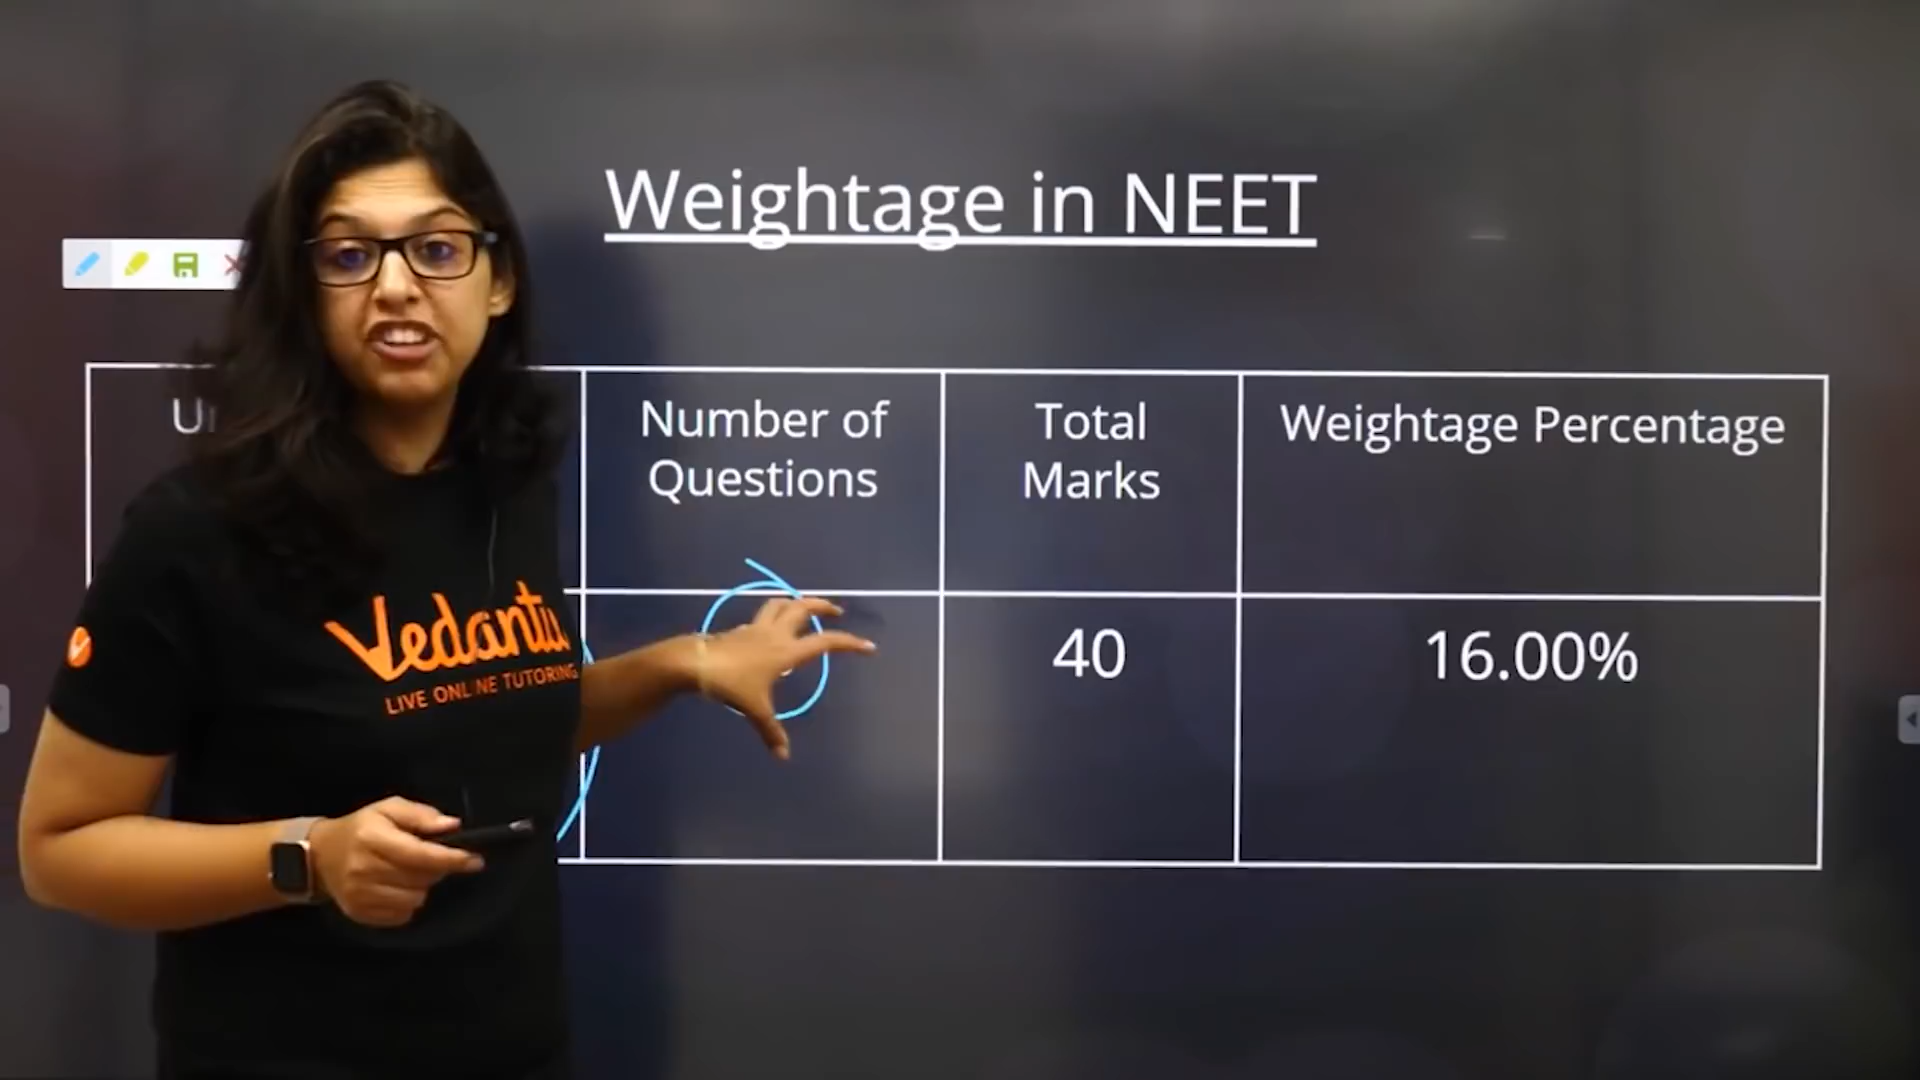 Weightage in NEET
Number of
Questions
Total
Marks
Weightage Percentage
40
16.00%
Vedantu
LIVE ONLINE TUTORING